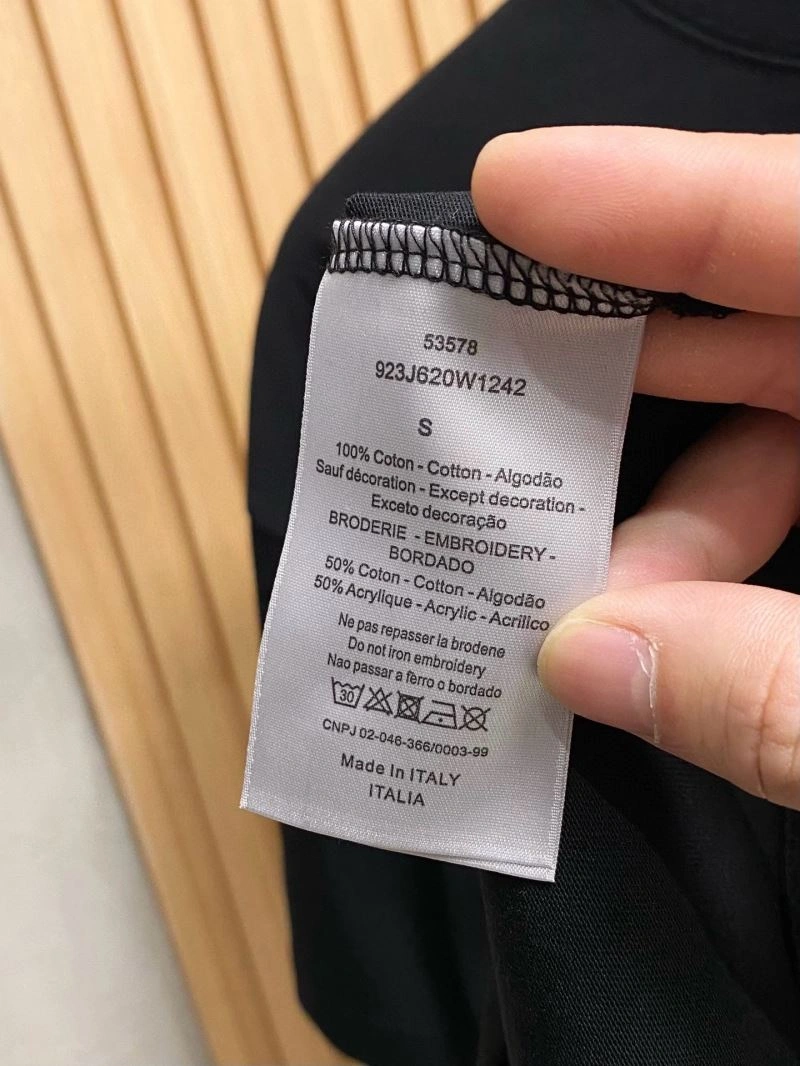 53578
923J620W1242
S
100% Coton - Cotton - Algodão
Sauf décoration - Except decoration -
Exceto decoração
BRODERIE - EMBROIDERY -
BORDADO
50% Coton - Cotton - Algodão
50% Acrylique - Acrylic - Acrilico
Ne pas repasser la brodene
Do not iron embroidery
Nao passar a ferro o bordado
30
CNPJ 02-046-366/0003-99
Made In ITALY
ITALIA